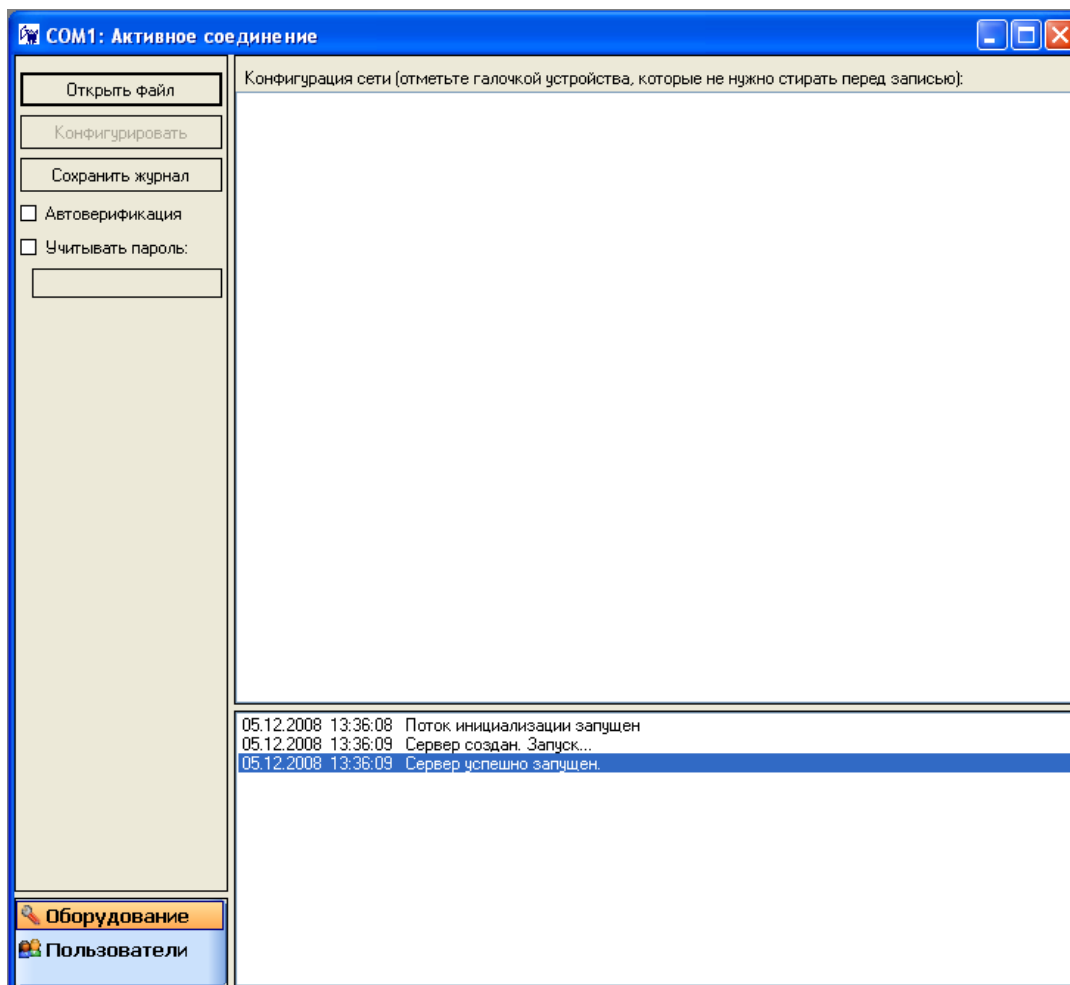 COM1: Активное соединение
Открыть файл
Конфигурировать
Сохранить журнал
Автоверификация
Учитывать пароль:
Конфигурация сети (отметьте галочкой устройства, которые не нужно стирать перед записью):
05.12.2008 13:36:08 Поток инициализации запущен
05.12.2008 13:36:09 Сервер создан. Запуск...
05.12.2008 13:36:09 Сервер успешно запущен.
Оборудование
Пользователи